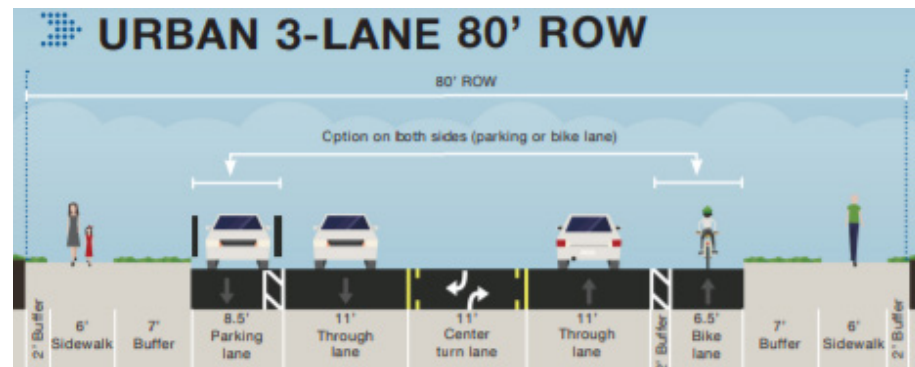 URBAN 3-LANE 80' ROW
80' ROW
Option on both sides (parking or bike lane)
2' Buffer
6'
Sidewalk
7'
Buffer
8.5'
Parking
lane
11'
Through
lane
11'
Center
turn lane
11'
Through
lane
Buffer
6.5'
Bike
lane
7'
Buffer
6'
Sidewalk
2' Buffer